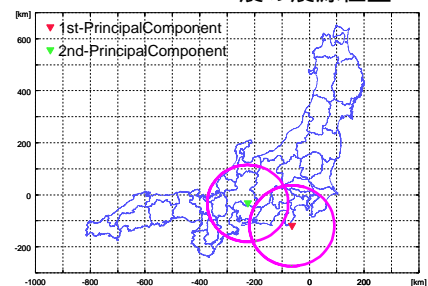 [km]
600
400
200
0
-200
▼ 1st-PrincipalComponent
▼ 2nd-PrincipalComponent
-1000 -800 -600 -400 -200 0 200 [km]